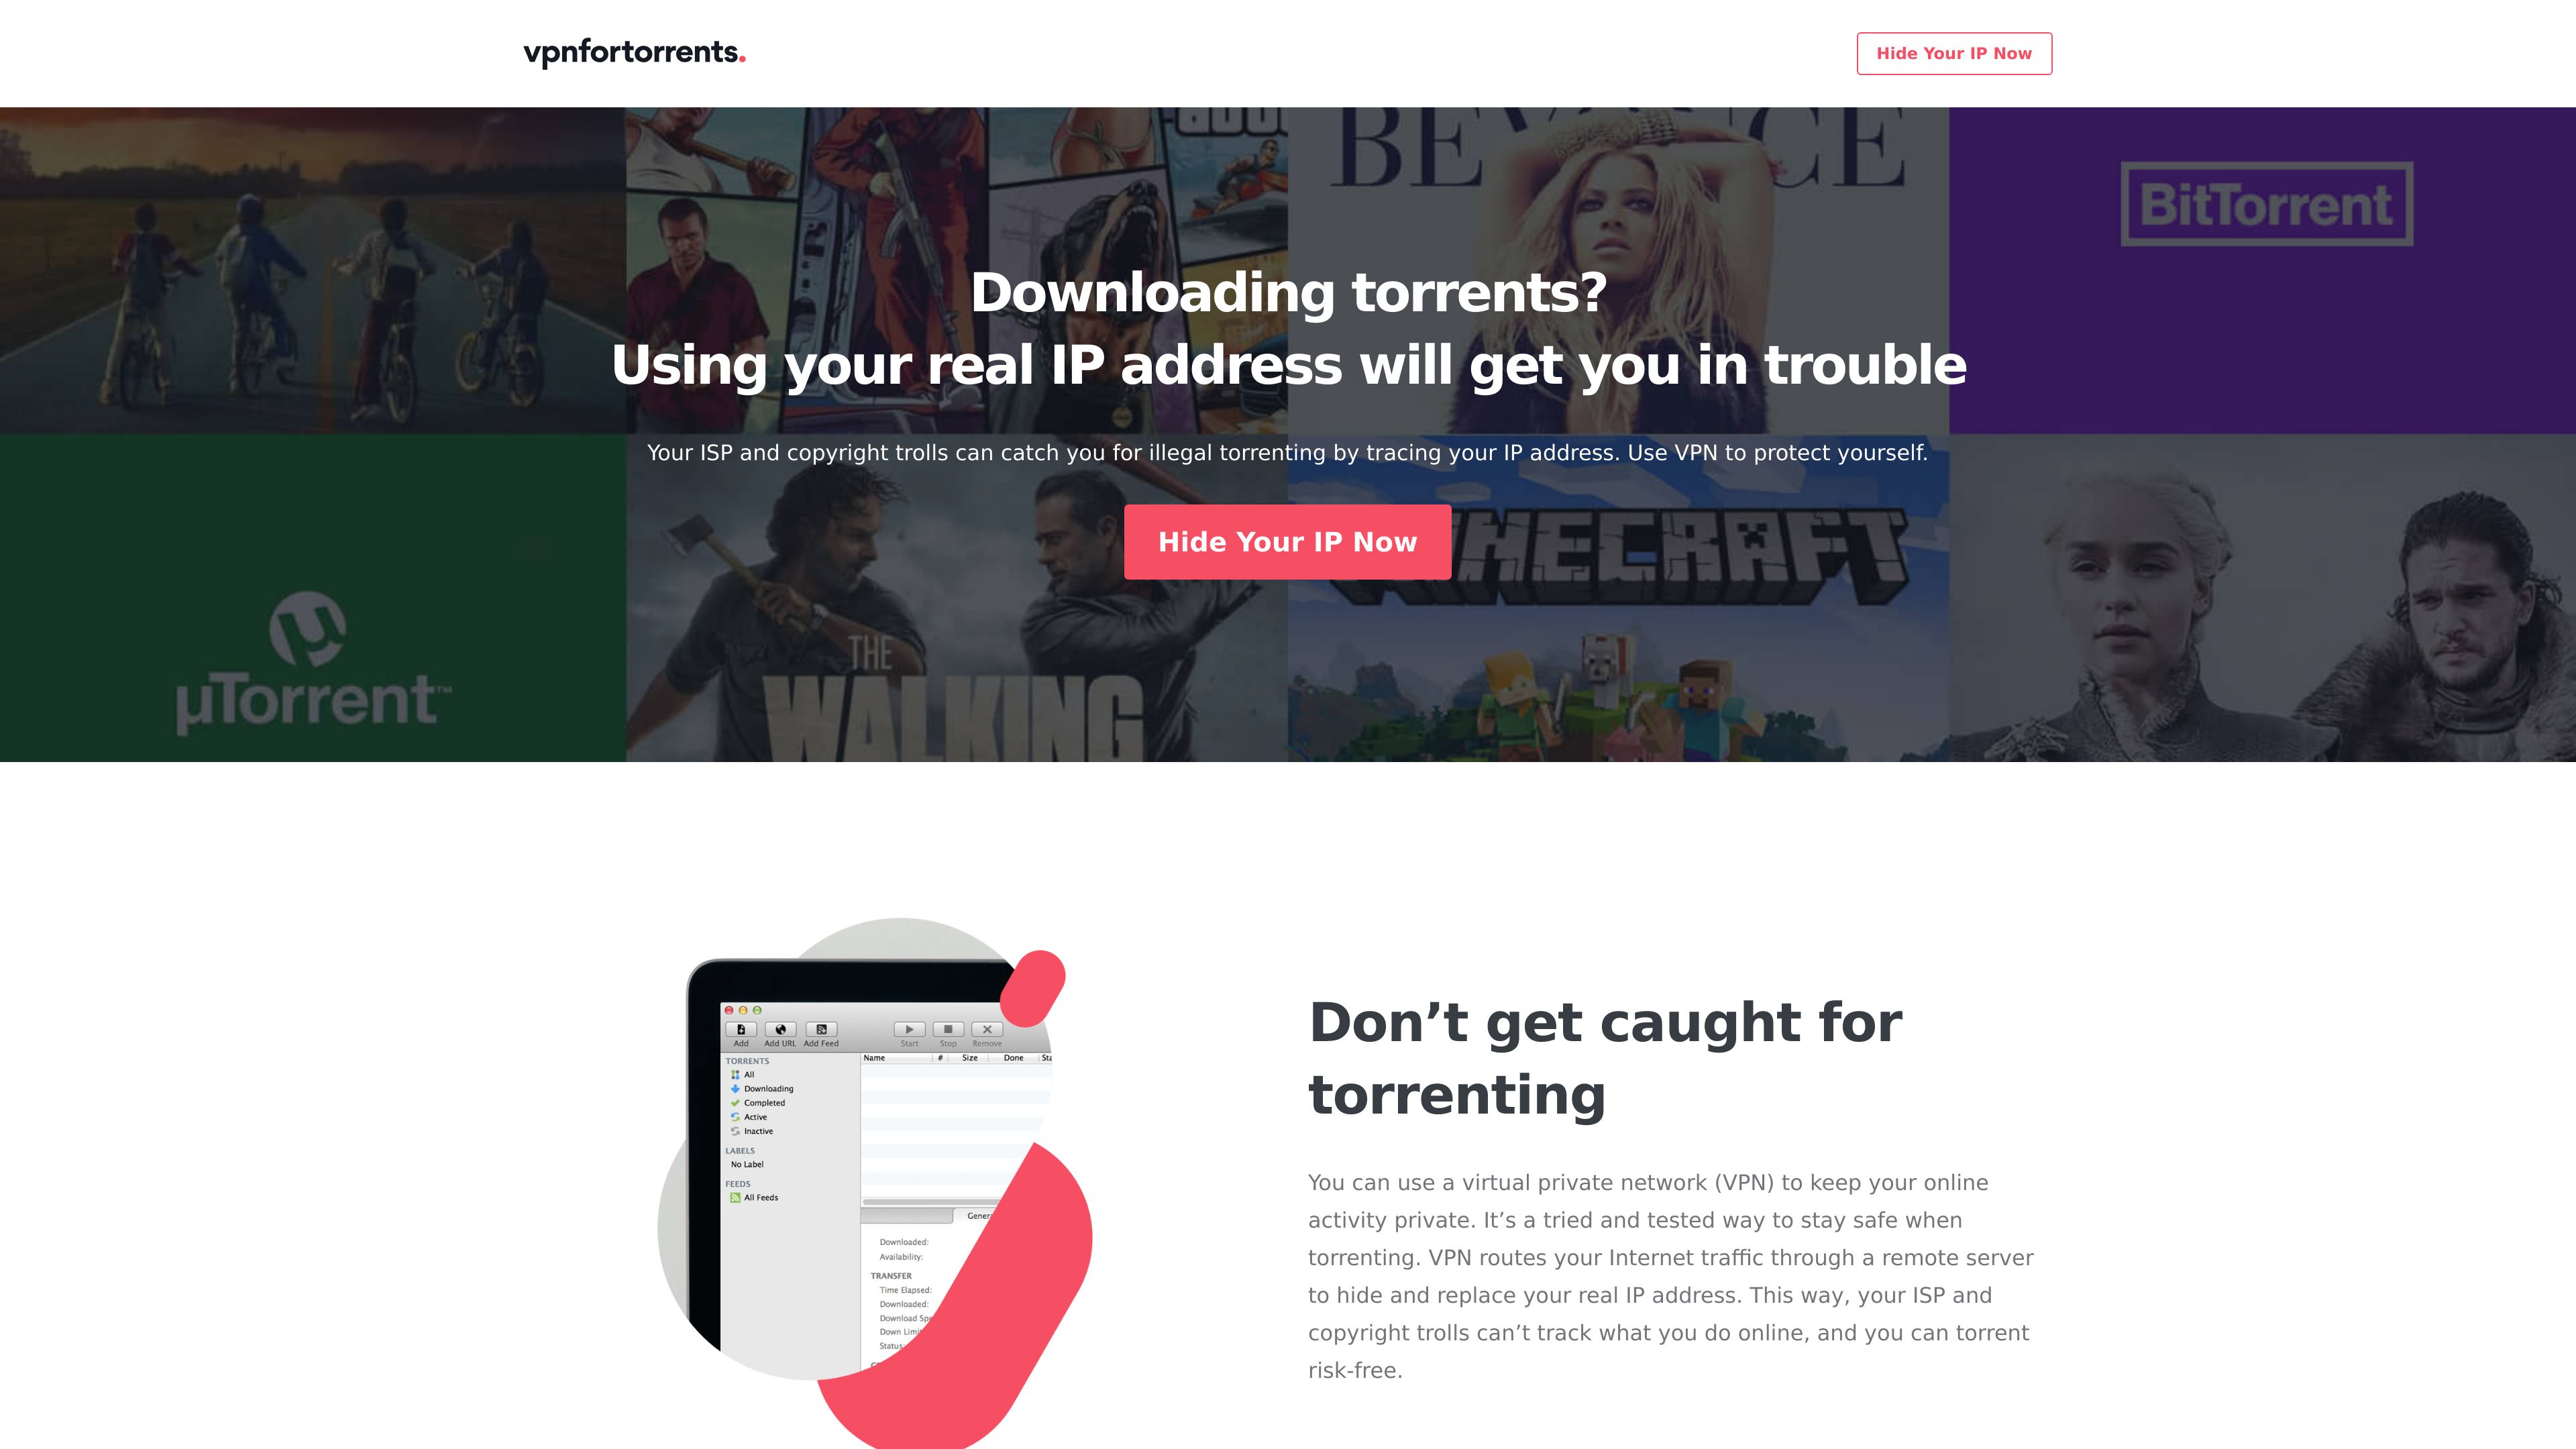 vpnfortorrents.
Hide Your IP Now
BEYONCE
BitTorrent
Downloading torrents?
Using your real IP address will get you in trouble
Your ISP and copyright trolls can catch you for illegal torrenting by tracing your IP address. Use VPN to protect yourself.
Hide Your IP Now
MINECRAFT
µTorrent™
THE
WALKING
Add
Add URL
Add Feed
Start
Stop
Remove
TORRENTS
All
Downloading
Completed
Active
Inactive
LABELS
No Label
FEEDS
All Feeds
Name # Size Done
Downloaded:
Availability:
TRANSFER
Time Elapsed:
Downloaded:
Status:
Don’t get caught for
torrenting
You can use a virtual private network (VPN) to keep your online
activity private. It’s a tried and tested way to stay safe when
torrenting. VPN routes your Internet traffic through a remote server
to hide and replace your real IP address. This way, your ISP and
copyright trolls can’t track what you do online, and you can torrent
risk-free.